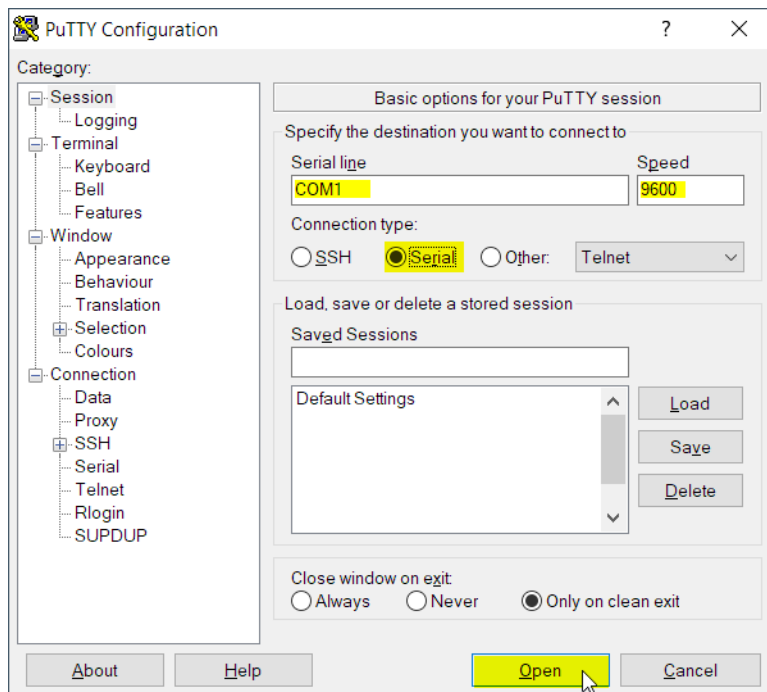 PuTTY Configuration
?
Category:
Session
Logging
Terminal
Keyboard
Bell
Features
Window
Appearance
Behaviour
Translation
Selection
Colours
Connection
Data
Proxy
SSH
Serial
Telnet
Rlogin
SUPDUP
Basic options for your PuTTY session
Specify the destination you want to connect to
Serial line Speed
COM1 9600
Connection type:
SSH Serial Other: Telnet
Load, save or delete a stored session
Saved Sessions
Default Settings
Load
Save
Delete
Close window on exit:
Always Never Only on clean exit
About Help Open Cancel